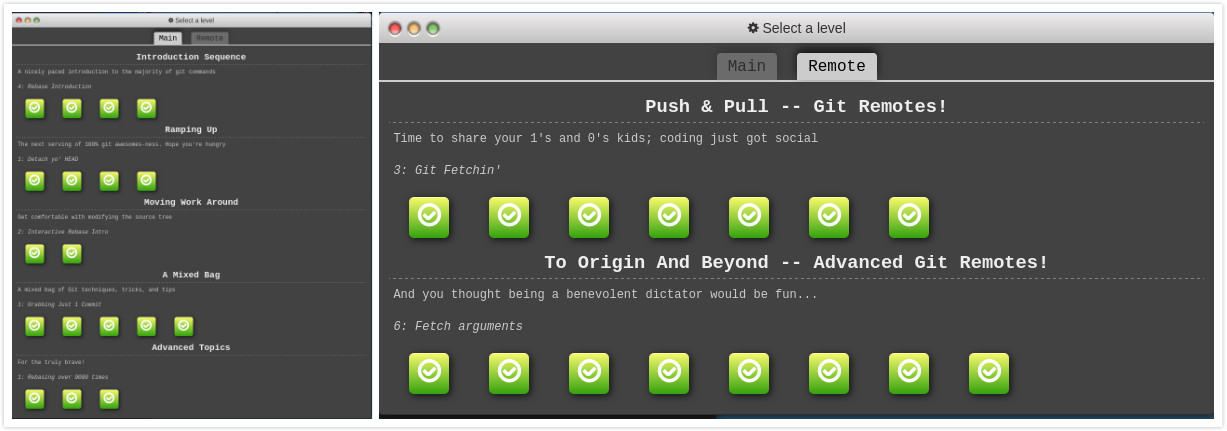 Select a level
Main Remote
Introduction Sequence
A nicely paced introduction to the majority of git commands
4: Rebase Introduction
Ramping Up
The next serving of 100% git awesomes-ness. Hope you're hungry
1: Detach yo' HEAD
Moving Work Around
Get comfortable with modifying the source tree
2: Interactive Rebase Intro
A Mixed Bag
A mixed bag of Git techniques, tricks, and tips
1: Grabbing Just 1 Commit
Advanced Topics
For the truly brave!
1: Rebasing over 9000 times
Select a level
Main Remote
Push & Pull -- Git Remotes!
Time to share your 1's and 0's kids; coding just got social
3: Git Fetchin'
To Origin And Beyond -- Advanced Git Remotes!
And you thought being a benevolent dictator would be fun...
6: Fetch arguments